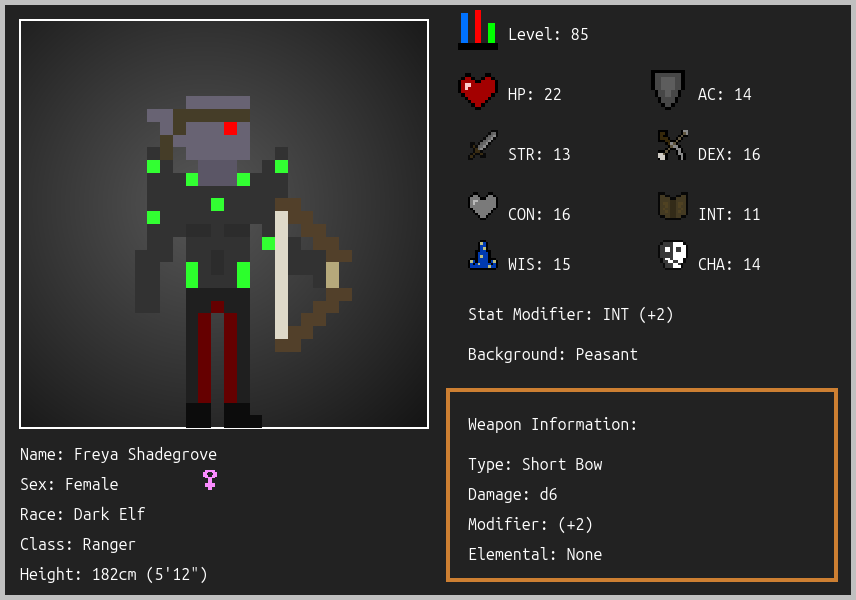 Level: 85
HP: 22
AC: 14
STR: 13
DEX: 16
CON: 16
INT: 11
WIS: 15
CHA: 14
Stat Modifier: INT (+2)
Background: Peasant
Weapon Information:
Type: Short Bow
Damage: d6
Modifier: (+2)
Elemental: None
Name: Freya Shadegrove
Sex: Female
Race: Dark Elf
Class: Ranger
Height: 182cm (5'12")